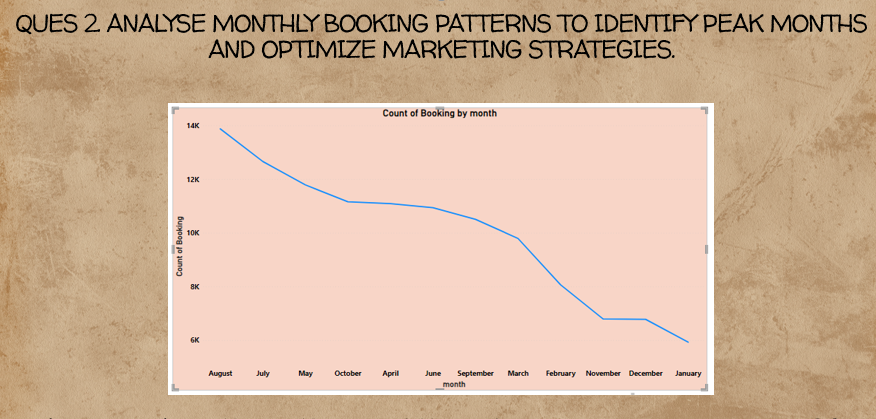 QUES 2. ANALYSE MONTHLY BOOKING PATTERNS TO IDENTIFY PEAK MONTHS
AND OPTIMIZE MARKETING STRATEGIES.
Count of Booking by month
14K
12K
10K
8K
6K
Count of Booking
August July May October April June September March February November December January
month